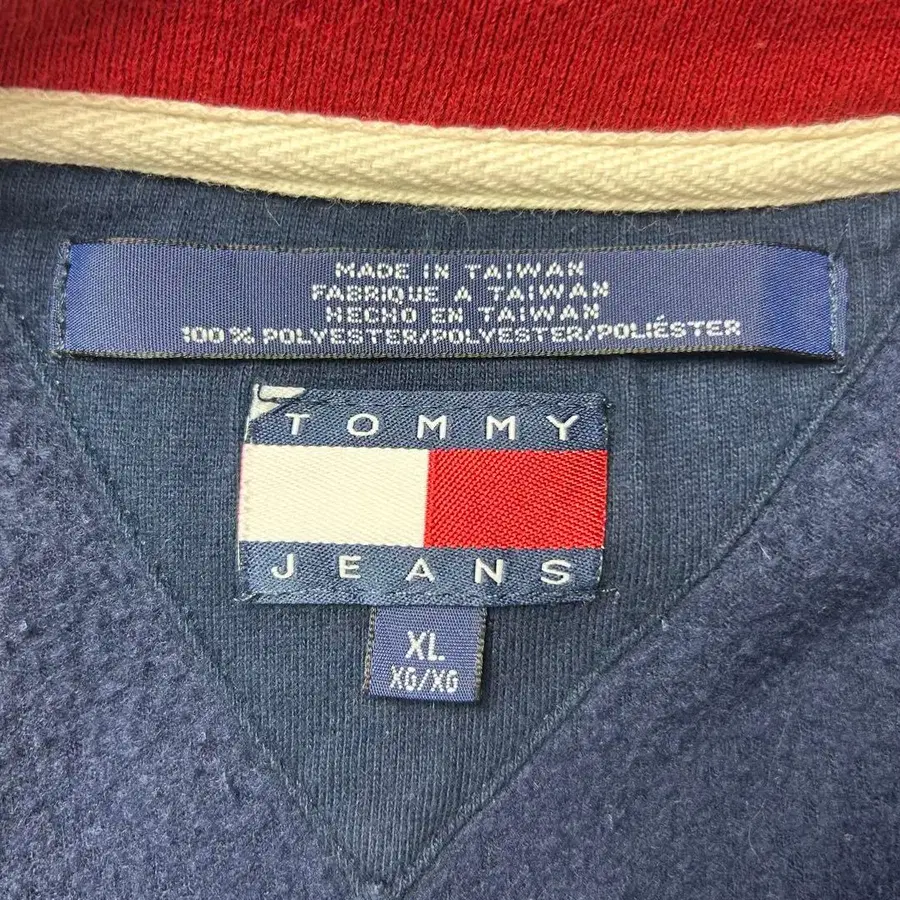 MADE IN TAIWAN
FABRIQUE A TAIWAN
HECHO EN TAIWAN
100% POLYESTER/POLYESTER/POLIÉSTER
TOMMY
JEANS
XL
XG/XG